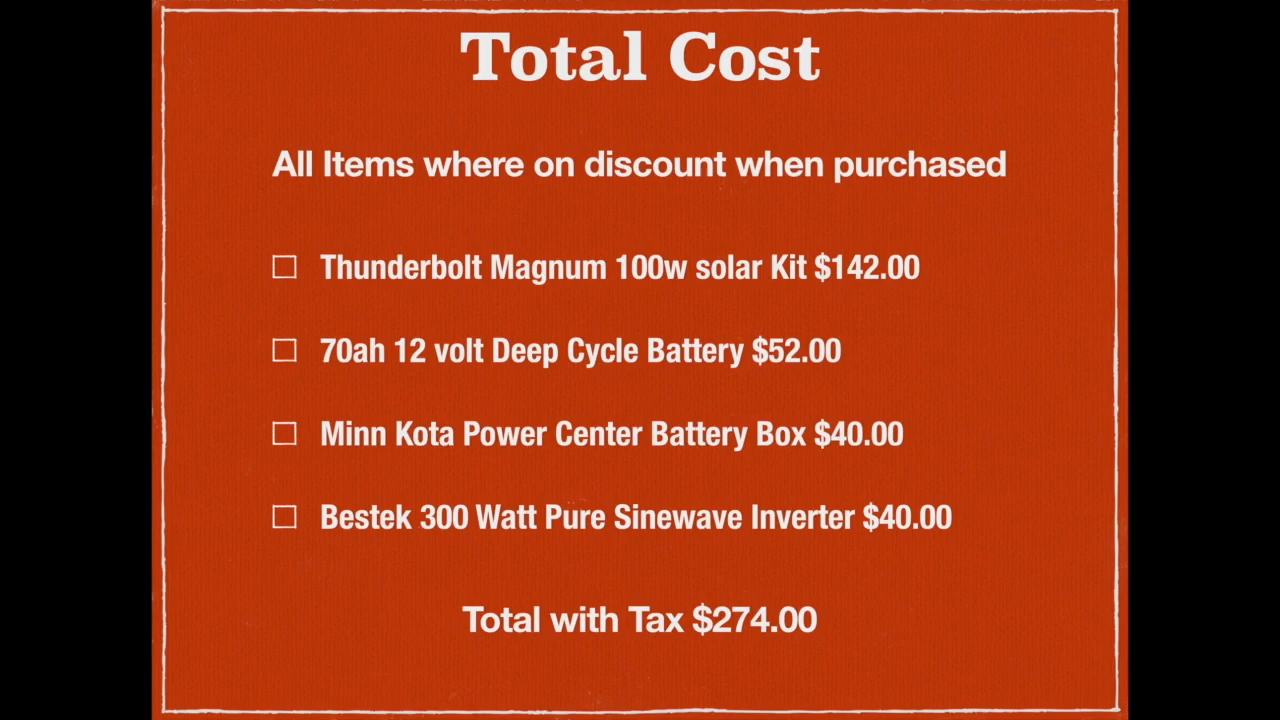 Total Cost
All Items where on discount when purchased
Thunderbolt Magnum 100w solar Kit $142.00
70ah 12 volt Deep Cycle Battery $52.00
Minn Kota Power Center Battery Box $40.00
Bestek 300 Watt Pure Sinewave Inverter $40.00
Total with Tax $274.00